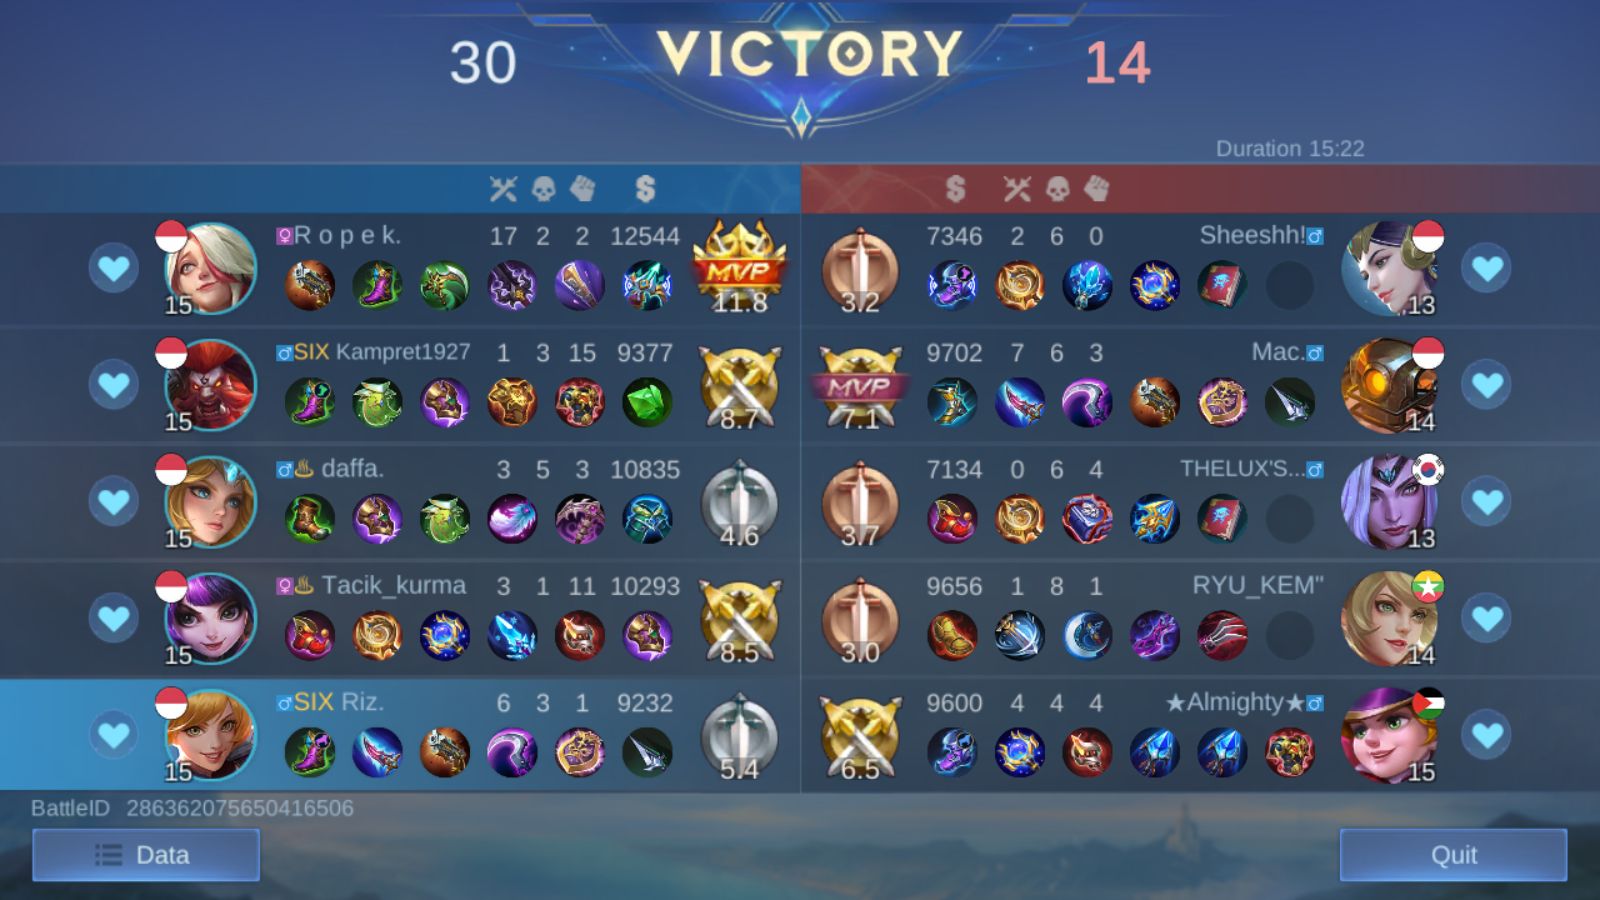 30 VICTORY 14
Duration 15:22
R o p e k. 17 2 2 12544 MVP 11.8 15
3.2 7346 2 6 0 Sheeshh! 13
SIX Kampret1927 1 3 15 9377 8.7 15
MVP 7.1 9702 7 6 3 Mac. 14
daffa. 3 5 3 10835 4.6 15
3.7 7134 0 6 4 THELUX'S... 13
Tacik_kurma 3 1 11 10293 8.5 15
3.0 9656 1 8 1 RYU_KEM" 14
SIX Riz. 6 3 1 9232 5.4 15
6.5 9600 4 4 4 ★Almighty★ 15
BattleID 286362075650416506
Data
Quit